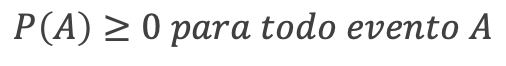 P(A) ≥ 0 para todo evento A